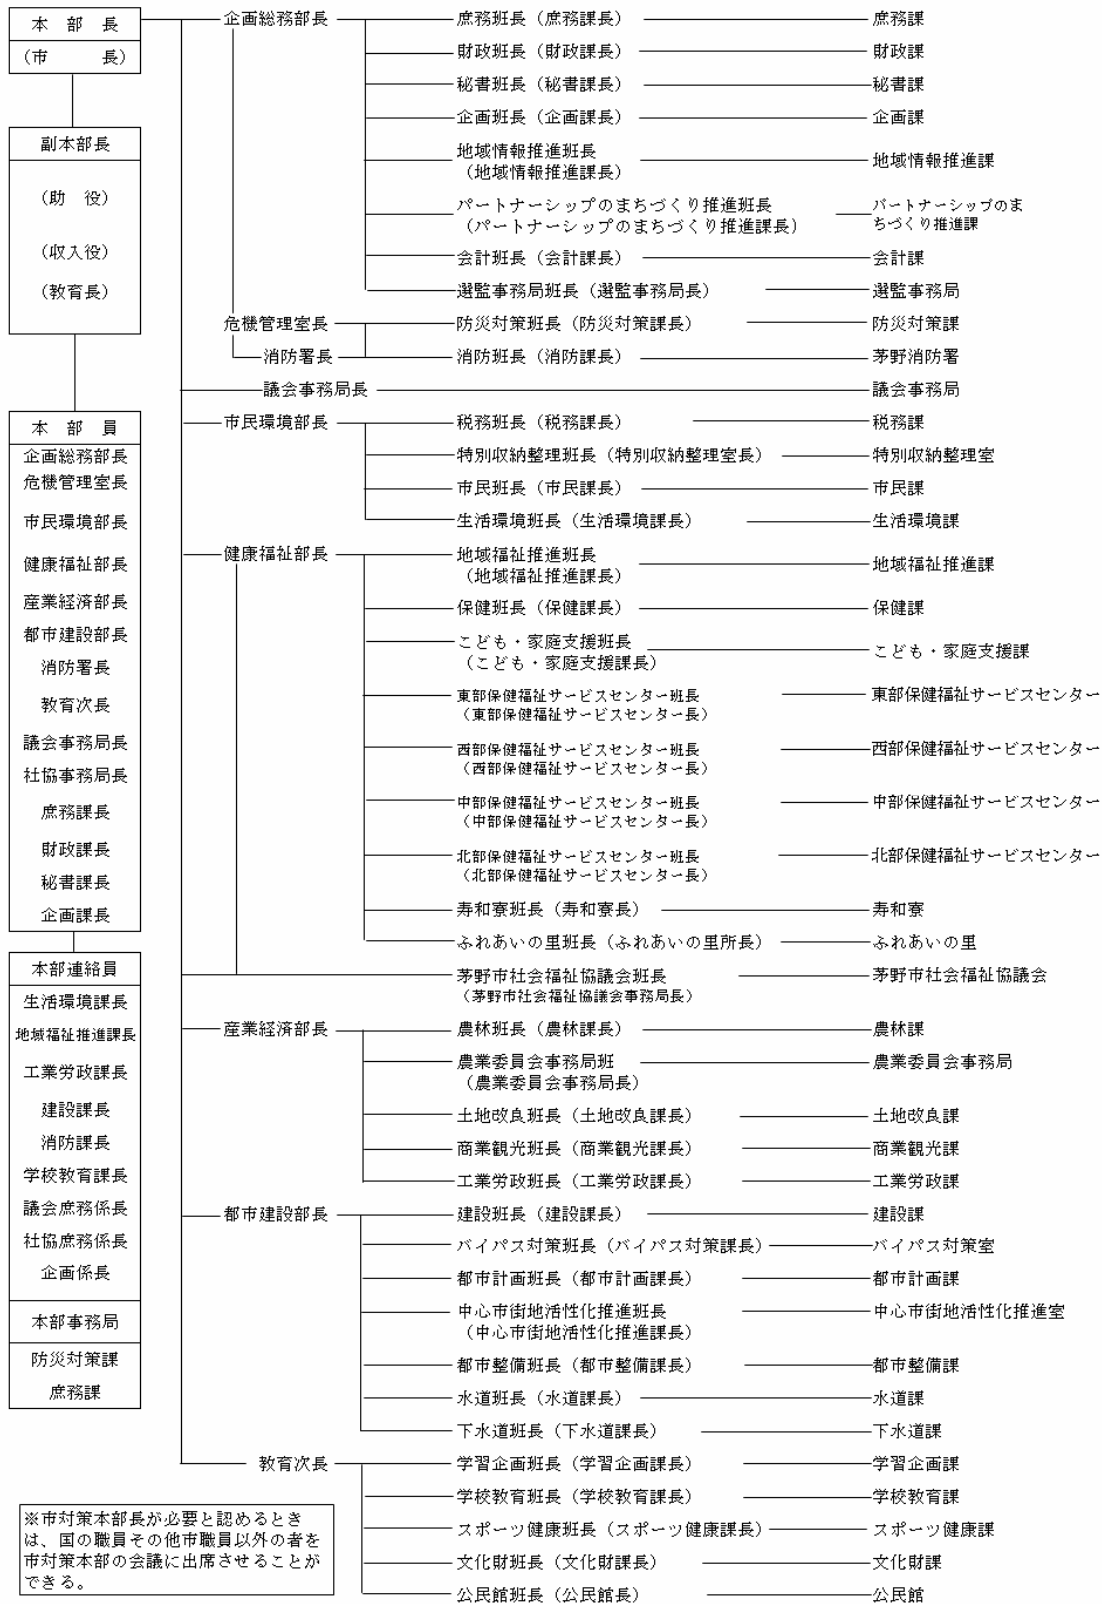 本　部　長
（市　　　長）
副本部長
（助　役）
（収入役）
（教育長）
本　部　員
企画総務部長
危機管理室長
市民環境部長
健康福祉部長
産業経済部長
都市建設部長
消防署長
教育次長
議会事務局長
社協事務局長
庶務課長
財政課長
秘書課長
企画課長
本部連絡員
生活環境課長
地域福祉推進課長
工業労政課長
建設課長
消防課長
学校教育課長
議会庶務係長
社協庶務係長
企画係長
本部事務局
防災対策課
庶務課
企画総務部長　庶務班長（庶務課長）　庶務課
財政班長（財政課長）　財政課
秘書班長（秘書課長）　秘書課
企画班長（企画課長）　企画課
地域情報推進班長
（地域情報推進課長）　地域情報推進課
パートナーシップのまちづくり推進班長　パートナーシップのま
（パートナーシップのまちづくり推進課長）　ちづくり推進課
会計班長（会計課長）　会計課
選監事務局班長（選監事務局長）　選監事務局
危機管理室長　防災対策班長（防災対策課長）　防災対策課
消防署長　消防班長（消防課長）　茅野消防署
議会事務局長　議会事務局
市民環境部長　税務班長（税務課長）　税務課
特別収納整理班長（特別収納整理室長）　特別収納整理室
市民班長（市民課長）　市民課
生活環境班長（生活環境課長）　生活環境課
健康福祉部長　地域福祉推進班長
（地域福祉推進課長）　地域福祉推進課
保健班長（保健課長）　保健課
こども・家庭支援班長
（こども・家庭支援課長）　こども・家庭支援課
東部保健福祉サービスセンター班長　東部保健福祉サービスセンター
（東部保健福祉サービスセンター長）
西部保健福祉サービスセンター班長　西部保健福祉サービスセンター
（西部保健福祉サービスセンター長）
中部保健福祉サービスセンター班長　中部保健福祉サービスセンター
（中部保健福祉サービスセンター長）
北部保健福祉サービスセンター班長　北部保健福祉サービスセンター
（北部保健福祉サービスセンター長）
寿和寮班長（寿和寮長）　寿和寮
ふれあいの里班長（ふれあいの里所長）　ふれあいの里
茅野市社会福祉協議会班長　茅野市社会福祉協議会
（茅野市社会福祉協議会事務局長）
産業経済部長　農林班長（農林課長）　農林課
農業委員会事務局班　農業委員会事務局
（農業委員会事務局長）
土地改良班長（土地改良課長）　土地改良課
商業観光班長（商業観光課長）　商業観光課
工業労政班長（工業労政課長）　工業労政課
都市建設部長　建設班長（建設課長）　建設課
バイパス対策班長（バイパス対策課長）　バイパス対策室
都市計画班長（都市計画課長）　都市計画課
中心市街地活性化推進班長　中心市街地活性化推進室
（中心市街地活性化推進課長）
都市整備班長（都市整備課長）　都市整備課
水道班長（水道課長）　水道課
下水道班長（下水道課長）　下水道課
教育次長　学習企画班長（学習企画課長）　学習企画課
学校教育班長（学校教育課長）　学校教育課
スポーツ健康班長（スポーツ健康課長）　スポーツ健康課
文化財班長（文化財課長）　文化財課
公民館班長（公民館長）　公民館
※市対策本部長が必要と認めるとき
は、国の職員その他市職員以外の者を
市対策本部の会議に出席させることが
できる。